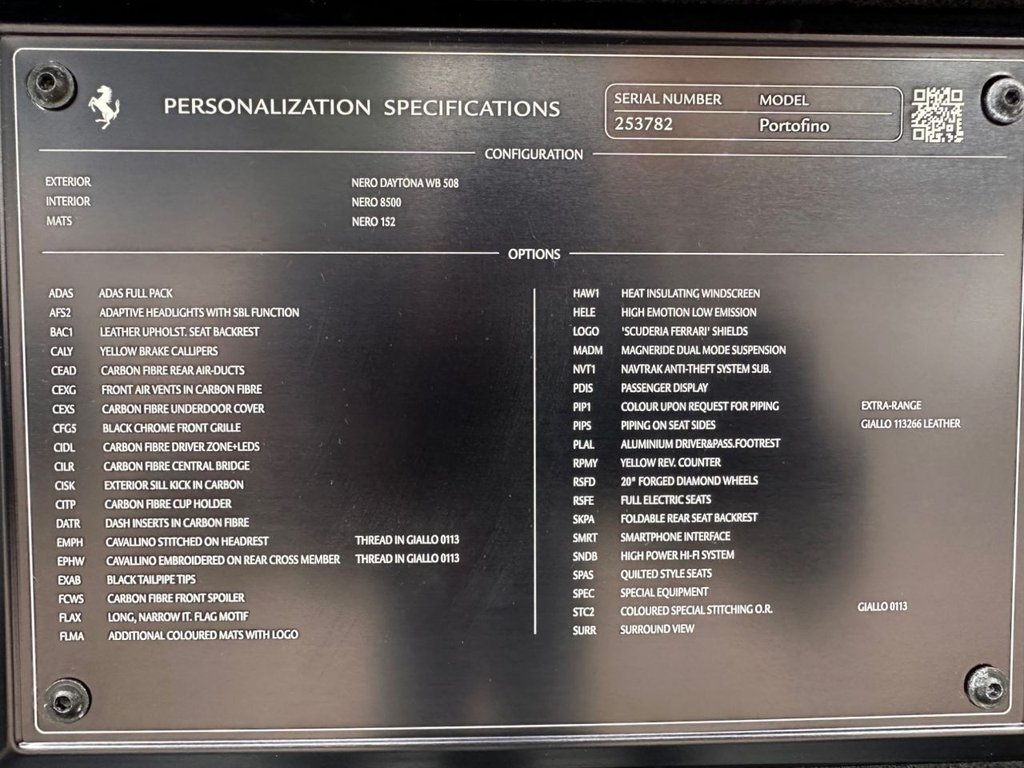 PERSONALIZATION SPECIFICATIONS
SERIAL NUMBER MODEL
253782 Portofino
CONFIGURATION
EXTERIOR NERO DAYTONA WB 508
INTERIOR NERO 8500
MATS NERO 152
OPTIONS
ADAS ADAS FULL PACK
AFS2 ADAPTIVE HEADLIGHTS WITH SBL FUNCTION
BAC1 LEATHER UPHOLST. SEAT BACKREST
CALY YELLOW BRAKE CALLIPERS
CEAD CARBON FIBRE REAR AIR-DUCTS
CEXG FRONT AIR VENTS IN CARBON FIBRE
CEXS CARBON FIBRE UNDERDOOR COVER
CFG5 BLACK CHROME FRONT GRILLE
CIDL CARBON FIBRE DRIVER ZONE+LEDS
CILR CARBON FIBRE CENTRAL BRIDGE
CISK EXTERIOR SILL KICK IN CARBON
CITP CARBON FIBRE CUP HOLDER
DATR DASH INSERTS IN CARBON FIBRE
EMPH CAVALLINO STITCHED ON HEADREST THREAD IN GIALLO 0113
EPHW CAVALLINO EMBROIDERED ON REAR CROSS MEMBER THREAD IN GIALLO 0113
EXAB BLACK TAILPIPE TIPS
FCWS CARBON FIBRE FRONT SPOILER
FLAX LONG, NARROW IT. FLAG MOTIF
FLMA ADDITIONAL COLOURED MATS WITH LOGO
HAW1 HEAT INSULATING WINDSCREEN
HELE HIGH EMOTION LOW EMISSION
LOGO 'SCUDERIA FERRARI' SHIELDS
MADM MAGNERIDE DUAL MODE SUSPENSION
NVT1 NAVTRAK ANTI-THEFT SYSTEM SUB.
PDIS PASSENGER DISPLAY
PIP1 COLOUR UPON REQUEST FOR PIPING EXTRA-RANGE
PIPS PIPING ON SEAT SIDES GIALLO 113266 LEATHER
PLAL ALUMINIUM DRIVER&PASS.FOOTREST
RPMY YELLOW REV. COUNTER
RSFD 20" FORGED DIAMOND WHEELS
RSFE FULL ELECTRIC SEATS
SKPA FOLDABLE REAR SEAT BACKREST
SMRT SMARTPHONE INTERFACE
SNDB HIGH POWER HI-FI SYSTEM
SPAS QUILTED STYLE SEATS
SPEC SPECIAL EQUIPMENT
STC2 COLOURED SPECIAL STITCHING O.R. GIALLO 0113
SURR SURROUND VIEW